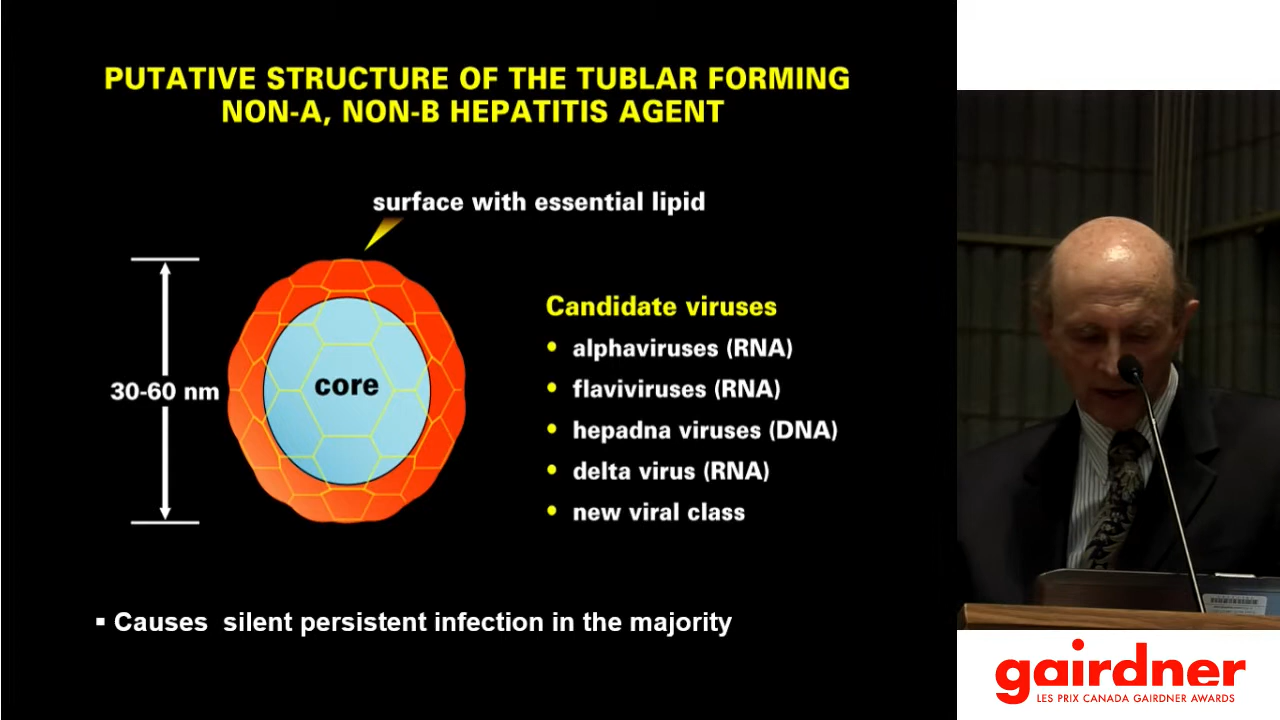 PUTATIVE STRUCTURE OF THE TUBLAR FORMING
NON-A, NON-B HEPATITIS AGENT
surface with essential lipid
30-60 nm
core
Candidate viruses
• alphaviruses (RNA)
• flaviviruses (RNA)
• hepadna viruses (DNA)
• delta virus (RNA)
• new viral class
▪ Causes silent persistent infection in the majority
gairdner
LES PRIX CANADA GAIRDNER AWARDS